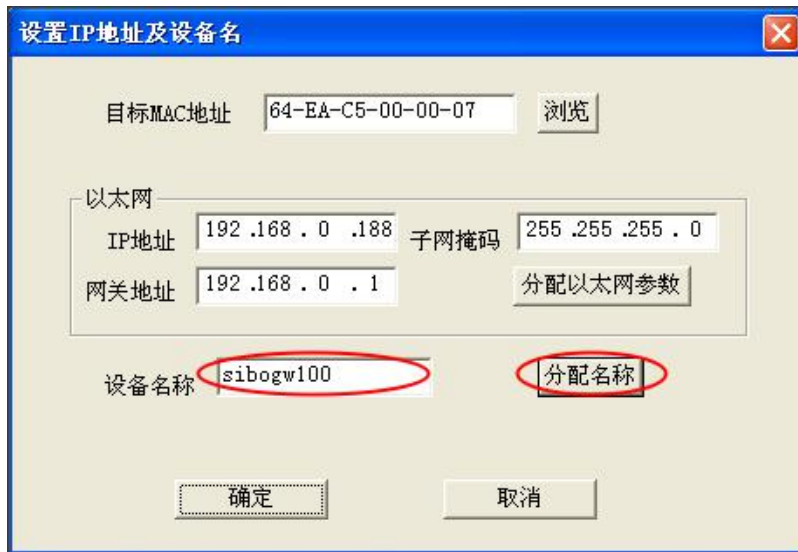 设置IP地址及设备名
目标MAC地址 64-EA-C5-00-00-07 浏览
以太网
IP地址 192 .168 . 0 .188 子网掩码 255 .255 .255 . 0
网关地址 192 .168 . 0 . 1 分配以太网参数
设备名称 sibogw100 分配名称
确定 取消